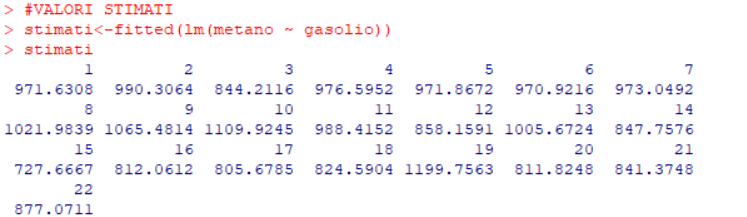 > #VALORI STIMATI
> stimati<-fitted(lm(metano ~ gasolio))
> stimati
1 2 3 4 5 6 7
971.6308 990.3064 844.2116 976.5952 971.8672 970.9216 973.0492
8 9 10 11 12 13 14
1021.9839 1065.4814 1109.9245 988.4152 858.1591 1005.6724 847.7576
15 16 17 18 19 20 21
727.6667 812.0612 805.6785 824.5904 1199.7563 811.8248 841.3748
22
877.0711